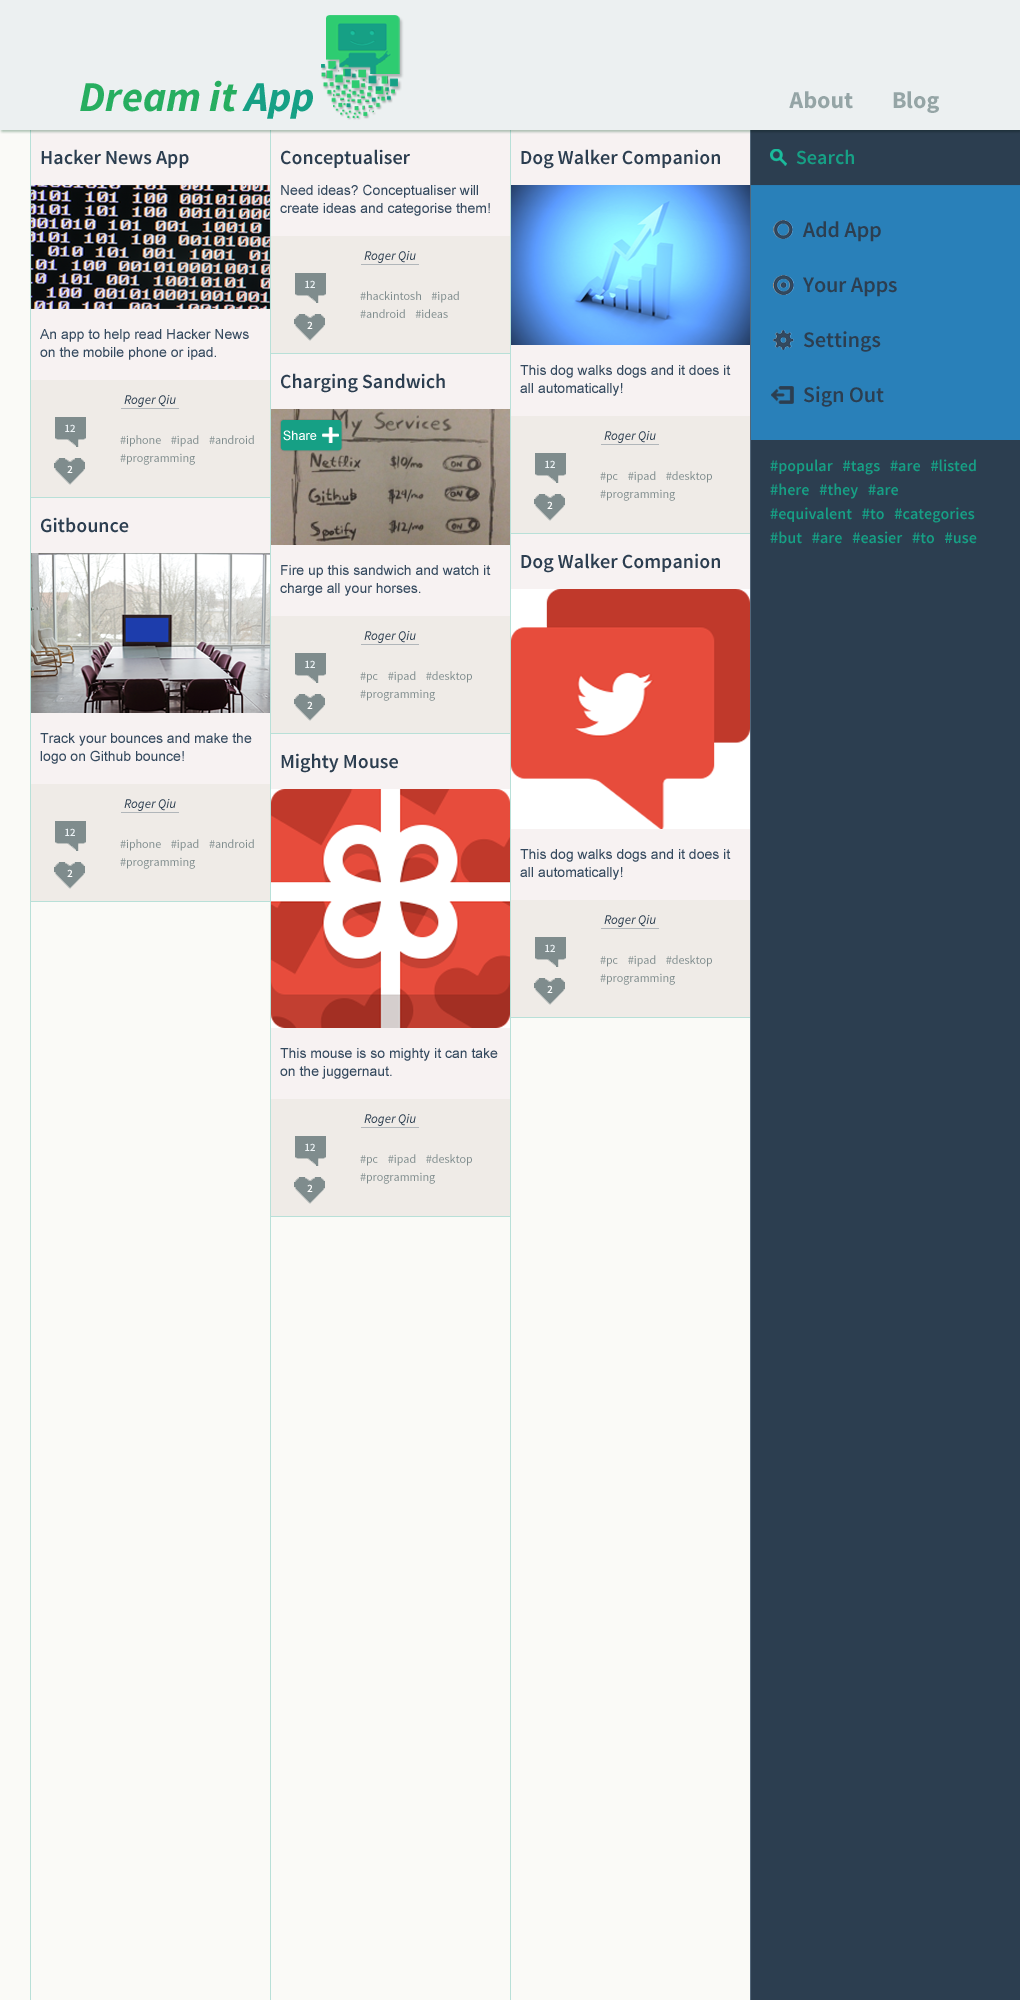 Dream it App
About
Blog
Hacker News App
An app to help read Hacker News
on the mobile phone or ipad.
Roger Qiu
12
2
#iphone #ipad #android
#programming
Gitbounce
Track your bounces and make the
logo on Github bounce!
Roger Qiu
12
2
#iphone #ipad #android
#programming
Conceptualiser
Need ideas? Conceptualiser will
create ideas and categorise them!
Roger Qiu
12
2
#hackintosh #ipad
#android #ideas
Charging Sandwich
My Services
Share
Netflix $10/mo ON
Github $24/mo ON
Spotify $12/mo ON
Fire up this sandwich and watch it
charge all your horses.
Roger Qiu
12
2
#pc #ipad #desktop
#programming
Mighty Mouse
This mouse is so mighty it can take
on the juggernaut.
Roger Qiu
12
2
#pc #ipad #desktop
#programming
Dog Walker Companion
This dog walks dogs and it does it
all automatically!
Roger Qiu
12
2
#pc #ipad #desktop
#programming
Dog Walker Companion
This dog walks dogs and it does it
all automatically!
Roger Qiu
12
2
#pc #ipad #desktop
#programming
Search
Add App
Your Apps
Settings
Sign Out
#popular #tags #are #listed
#here #they #are
#equivalent #to #categories
#but #are #easier #to #use